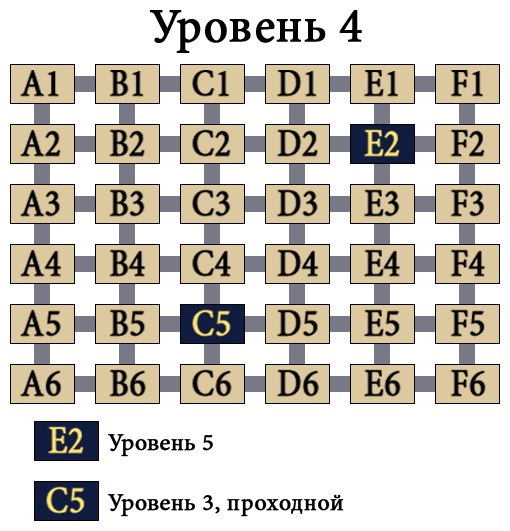 Уровень 4
A1 B1 C1 D1 E1 F1
A2 B2 C2 D2 E2 F2
A3 B3 C3 D3 E3 F3
A4 B4 C4 D4 E4 F4
A5 B5 C5 D5 E5 F5
A6 B6 C6 D6 E6 F6
E2 Уровень 5
C5 Уровень 3, проходной